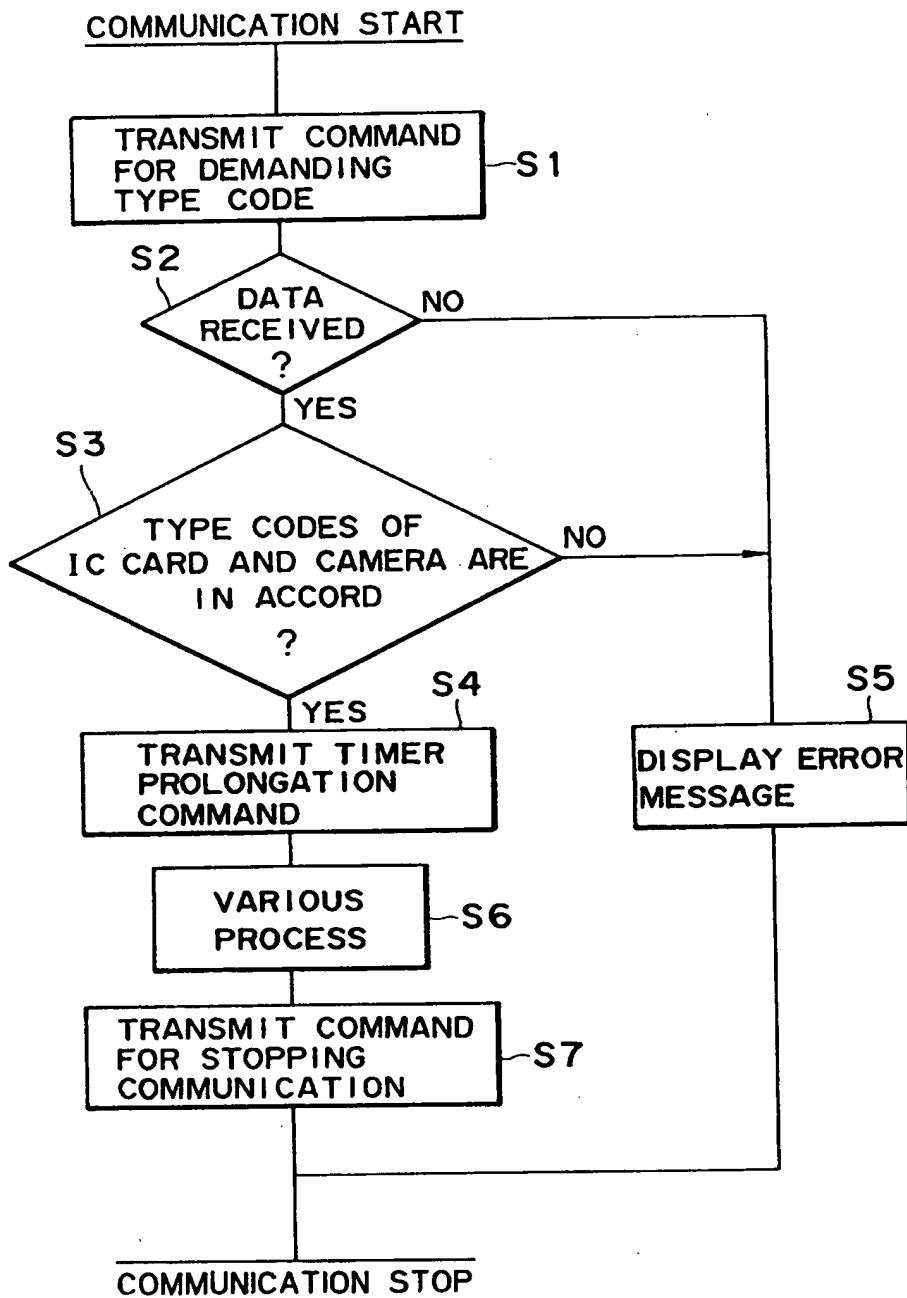 COMMUNICATION START
TRANSMIT COMMAND
FOR DEMANDING
TYPE CODE
S1
S2
DATA
RECEIVED
?
NO
YES
S3
TYPE CODES OF
IC CARD AND CAMERA ARE
IN ACCORD
?
NO
YES
S4
TRANSMIT TIMER
PROLONGATION
COMMAND
S5
DISPLAY ERROR
MESSAGE
VARIOUS
PROCESS
S6
TRANSMIT COMMAND
FOR STOPPING
COMMUNICATION
S7
COMMUNICATION STOP